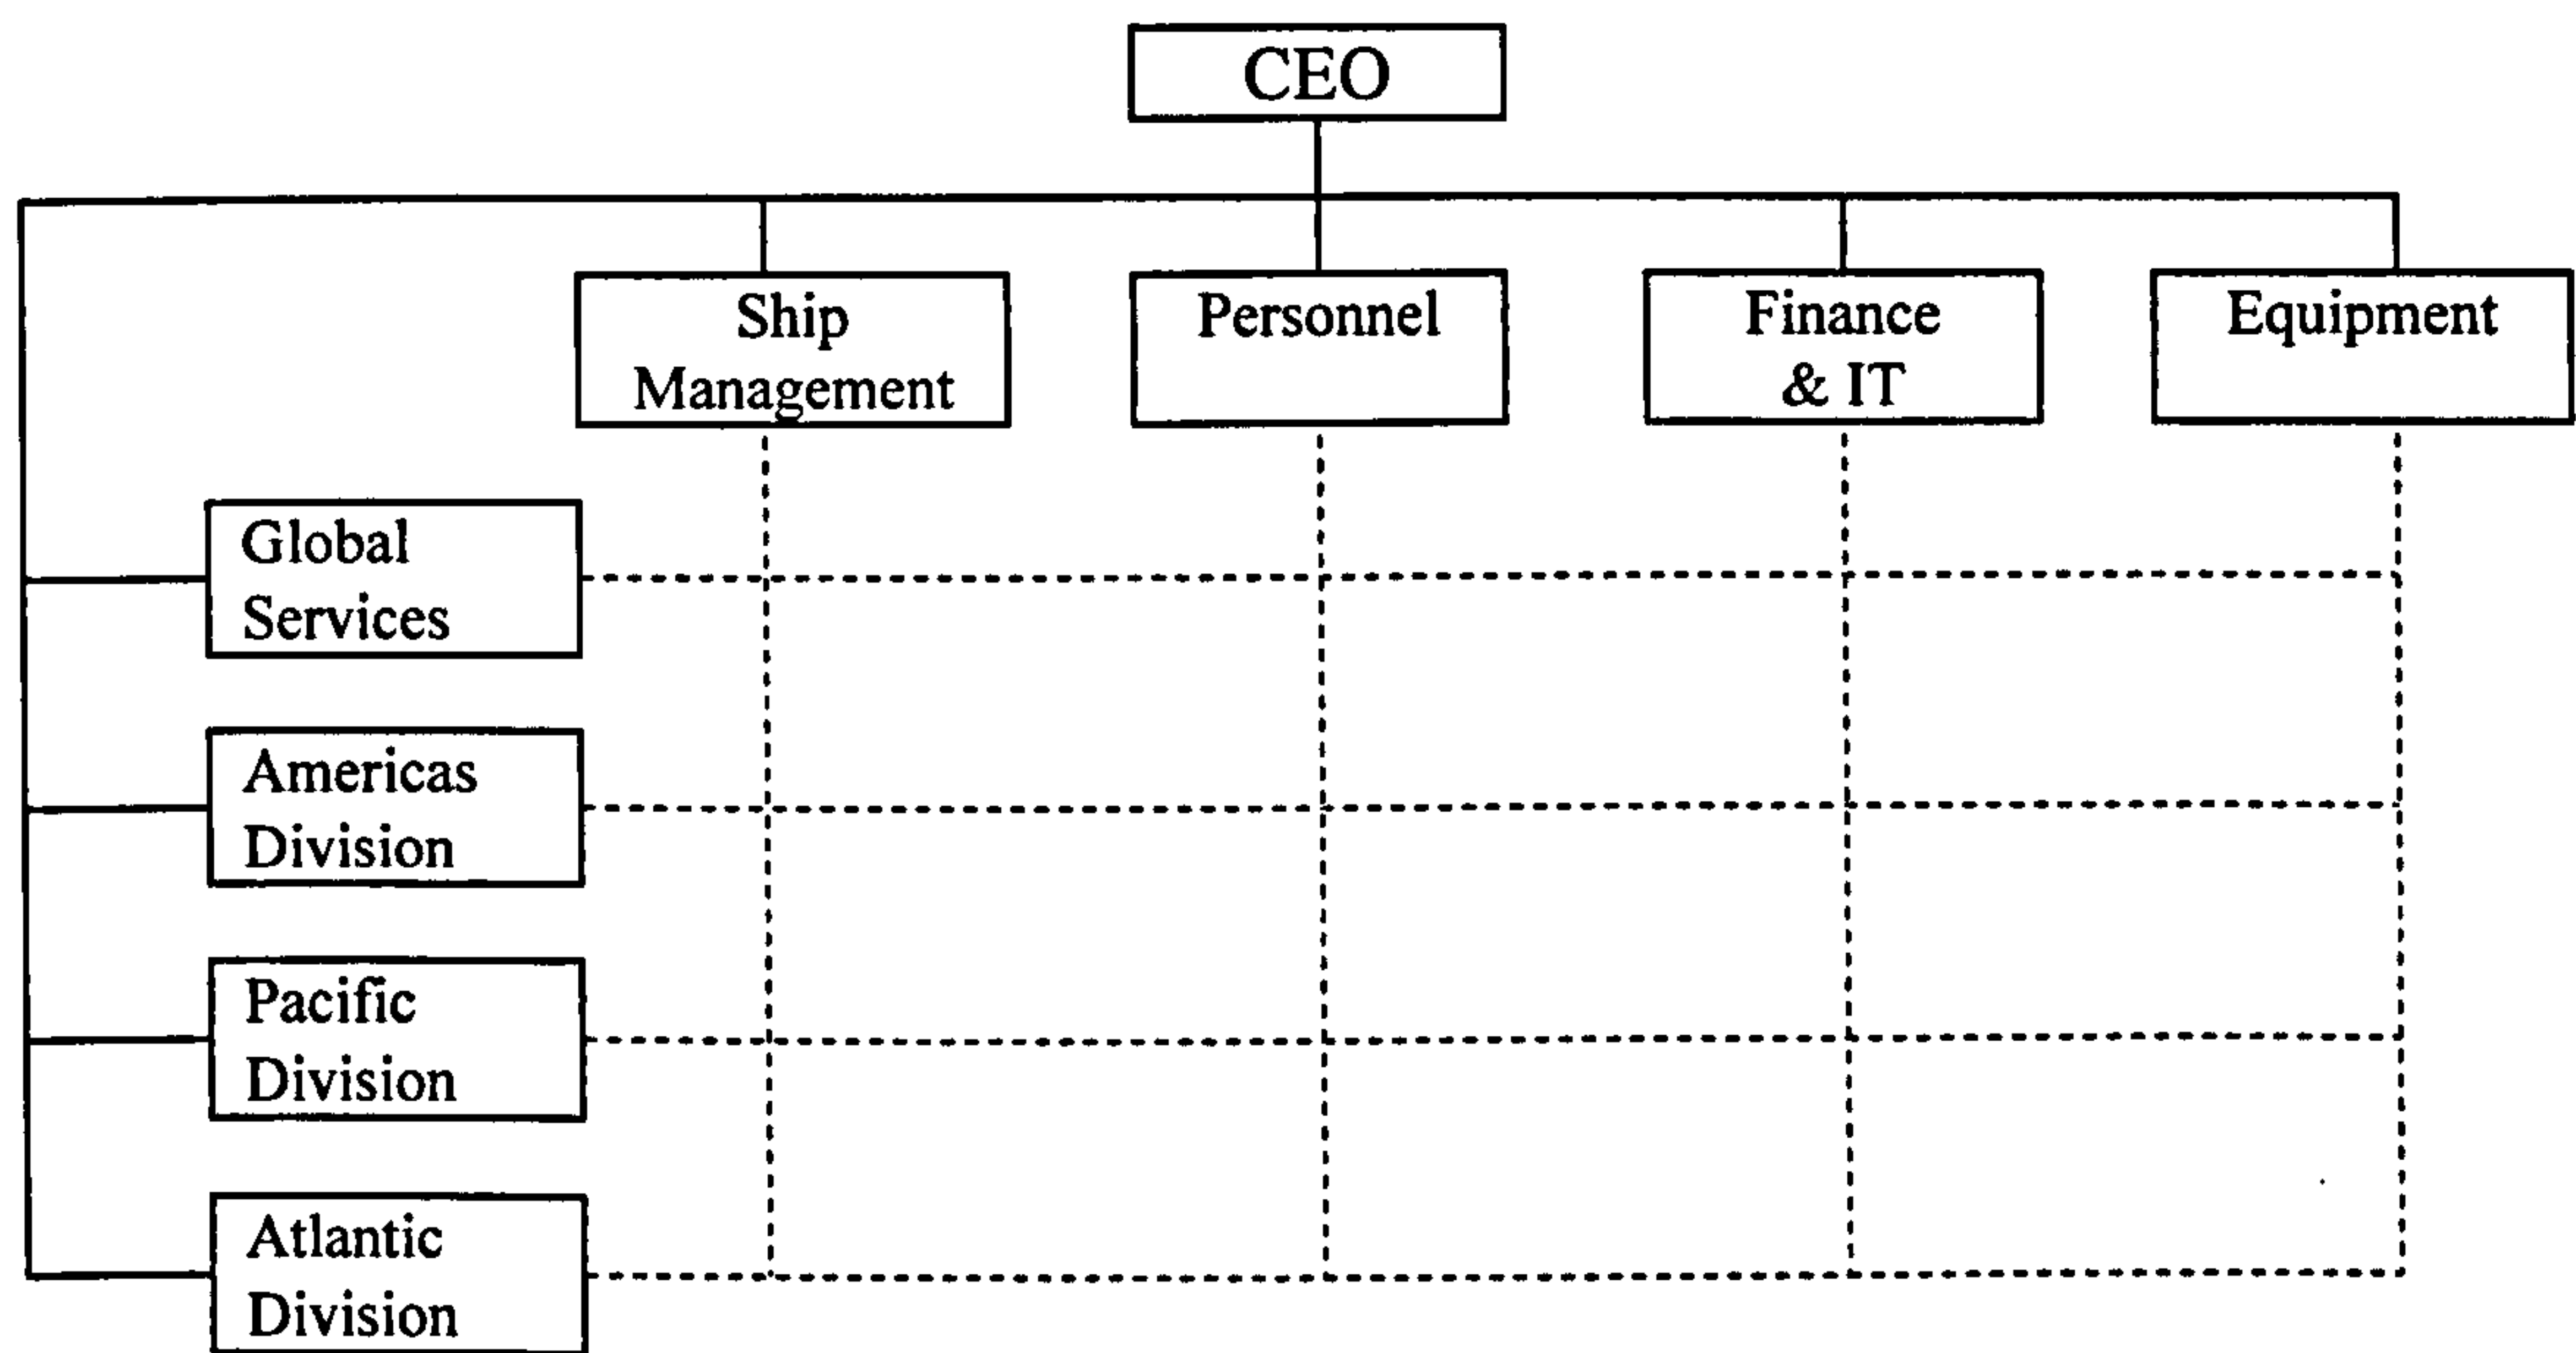 CEO
Ship
Management
Personnel
Finance
& IT
Equipment
Global
Services
Americas
Division
Pacific
Division
Atlantic
Division